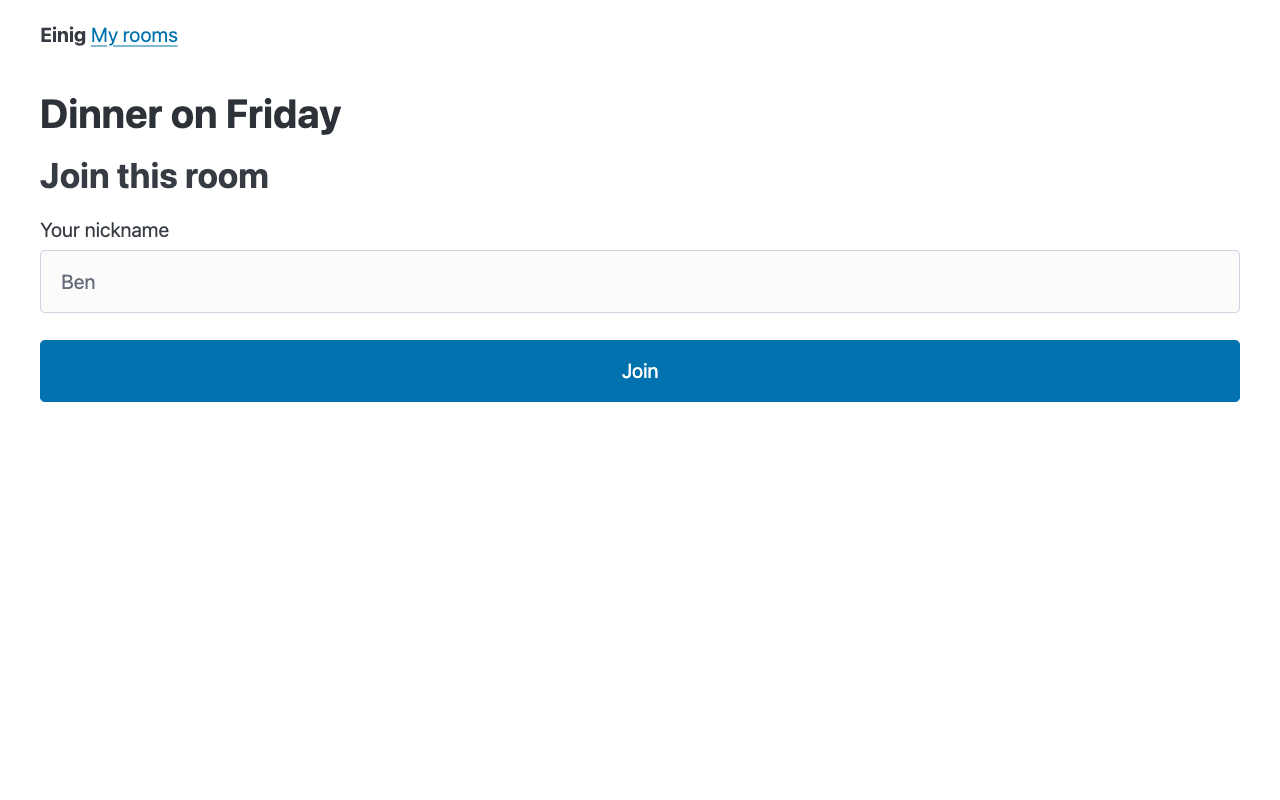 Einig My rooms
Dinner on Friday
Join this room
Your nickname
Ben
Join